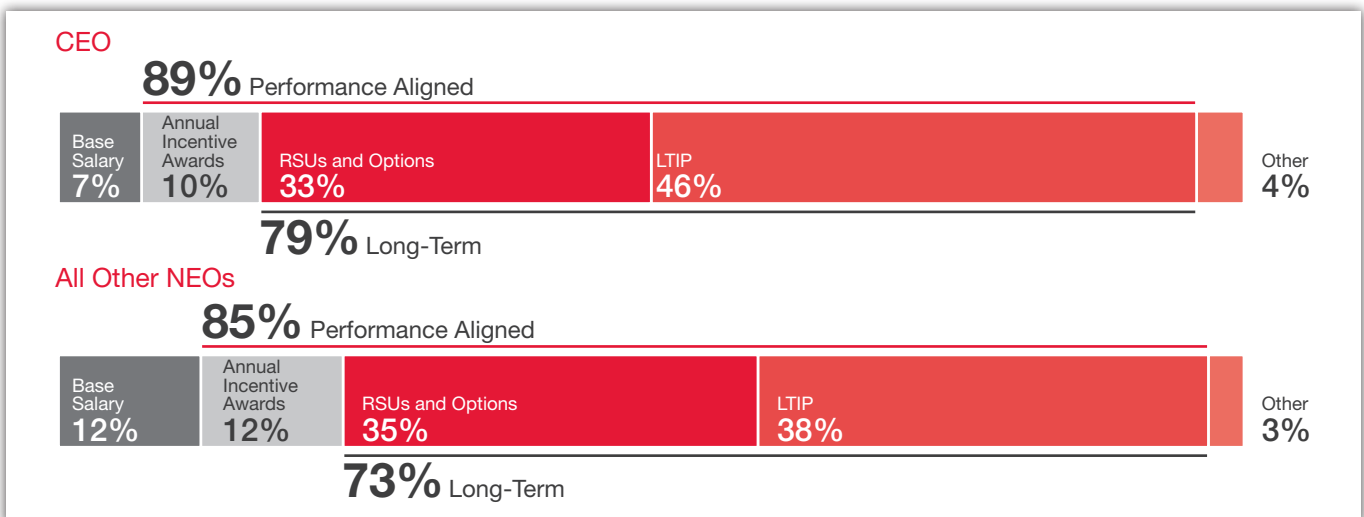 CEO
89% Performance Aligned
Base
Salary
7%
Annual
Incentive
Awards
10%
RSUs and Options
33%
LTIP
46%
Other
4%
79% Long-Term
All Other NEOs
85% Performance Aligned
Base
Salary
12%
Annual
Incentive
Awards
12%
RSUs and Options
35%
LTIP
38%
Other
3%
73% Long-Term